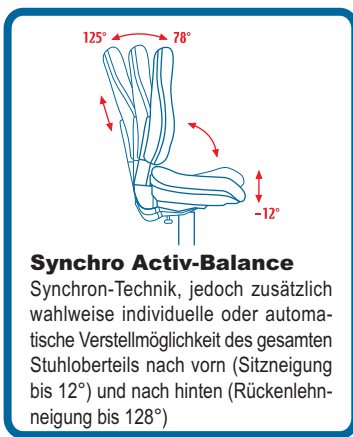 125° 78°
–12°
Synchro Activ-Balance
Synchron-Technik, jedoch zusätzlich
wahlweise individuelle oder automa-
tische Verstellmöglichkeit des gesamten
Stuhloberteils nach vorn (Sitzneigung
bis 12°) und nach hinten (Rückenlehn-
neigung bis 128°)